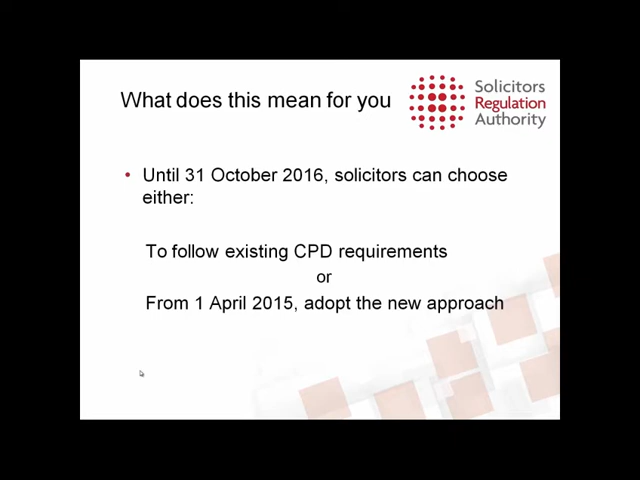 What does this mean for you
Solicitors
Regulation
Authority
• Until 31 October 2016, solicitors can choose
either:
To follow existing CPD requirements
or
From 1 April 2015, adopt the new approach